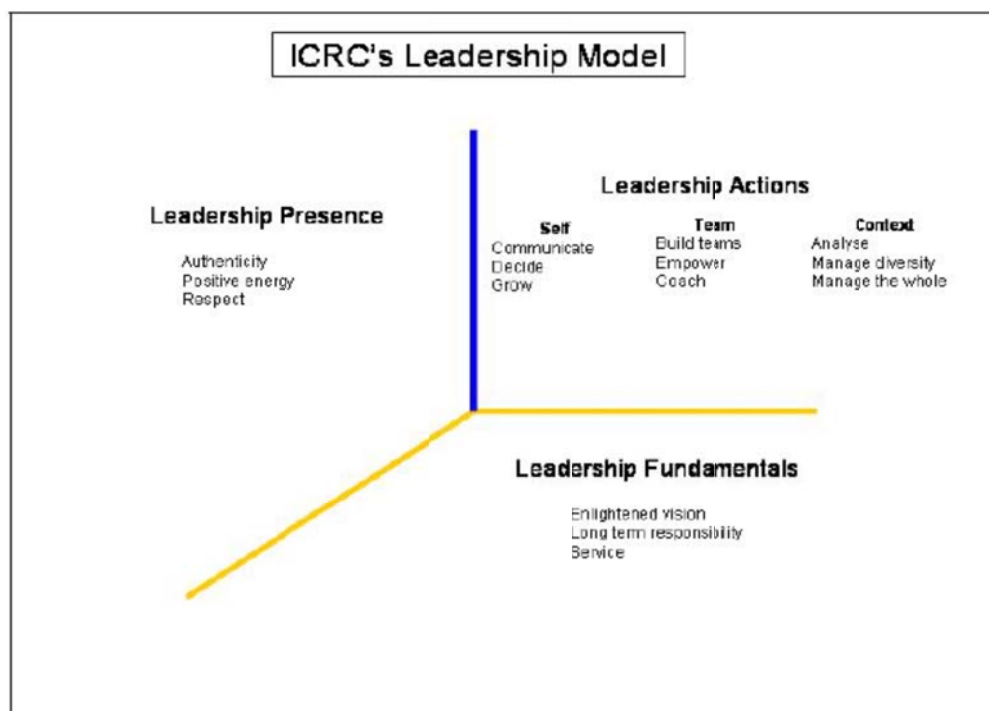 ICRC's Leadership Model
Leadership Presence
Authenticity
Positive energy
Respect
Leadership Actions
Self
Communicate
Decide
Grow
Team
Build teams
Empower
Coach
Context
Analyse
Manage diversity
Manage the whole
Leadership Fundamentals
Enlightened vision
Long term responsibility
Service